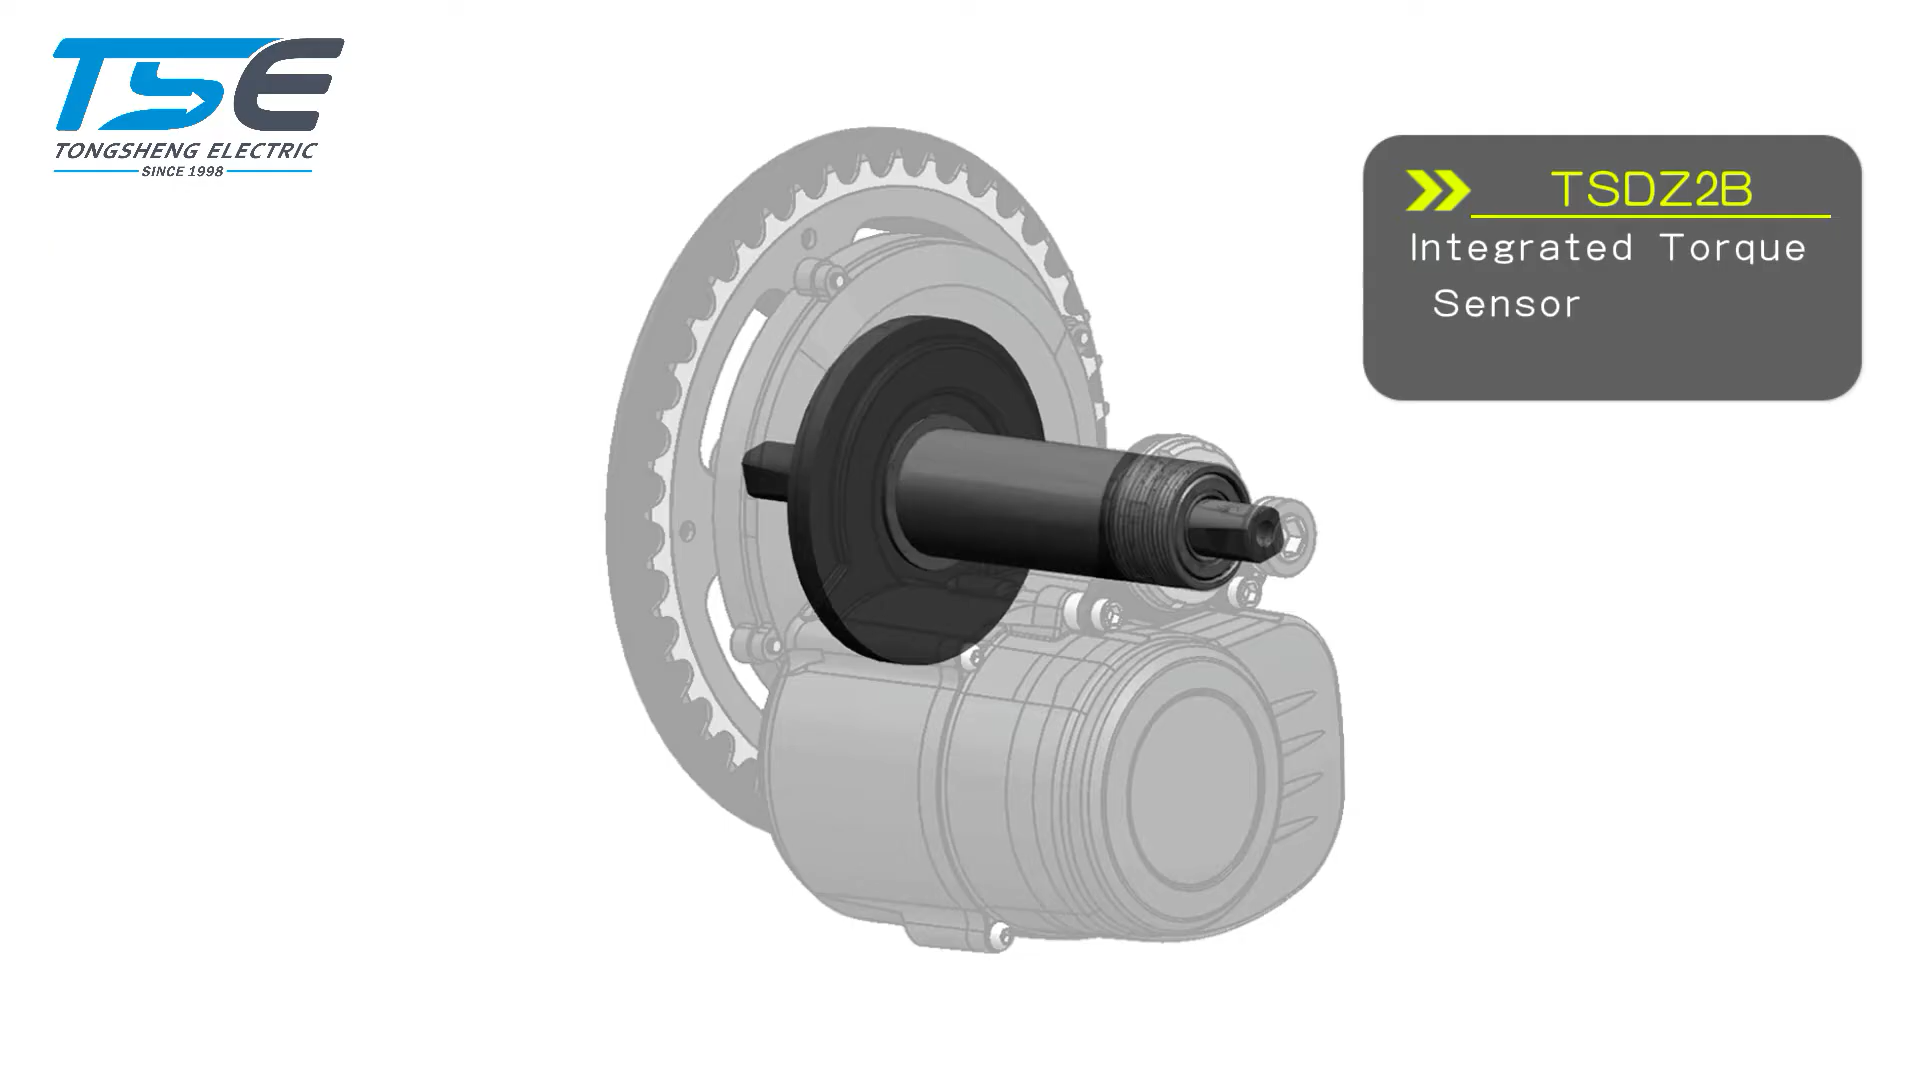 TSE
TONGSHENG ELECTRIC
SINCE 1998
TSDZ2B
Integrated Torque
Sensor